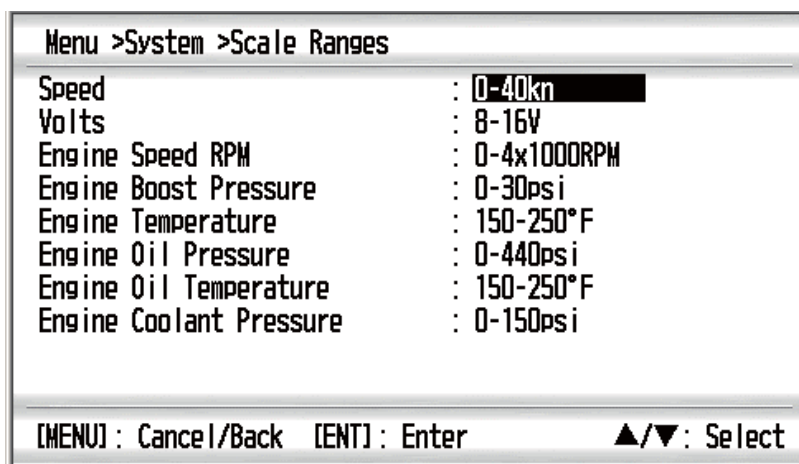 Menu >System >Scale Ranges
Speed : 0-40kn
Volts : 8-16V
Engine Speed RPM : 0-4x1000RPM
Engine Boost Pressure : 0-30psi
Engine Temperature : 150-250°F
Engine Oil Pressure : 0-440psi
Engine Oil Temperature : 150-250°F
Engine Coolant Pressure : 0-150psi
[MENU] : Cancel/Back [ENT] : Enter ▲/▼ : Select